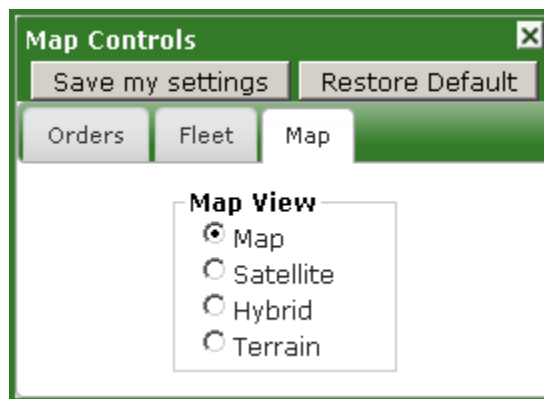 Map Controls
Save my settings Restore Default
Orders Fleet Map
Map View
Map
Satellite
Hybrid
Terrain